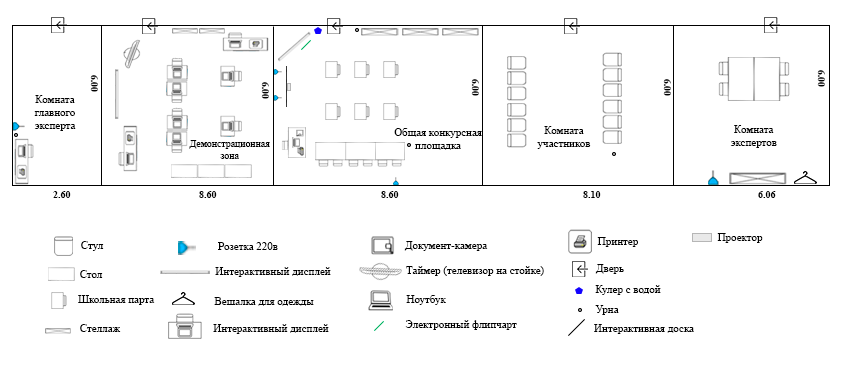 Комната
главного
эксперта
6.00
Демонстрационная
зона
6.00
Общая конкурсная
площадка
6.00
Комната
участников
6.00
Комната
экспертов
6.00
2.60
8.60
8.60
8.10
6.06
Стул
Розетка 220в
Документ-камера
Принтер
Проектор
Стол
Интерактивный дисплей
Таймер (телевизор на стойке)
Дверь
Школьная парта
Вешалка для одежды
Ноутбук
Кулер с водой
Стеллаж
Интерактивный дисплей
Электронный флипчарт
Урна
Интерактивная доска